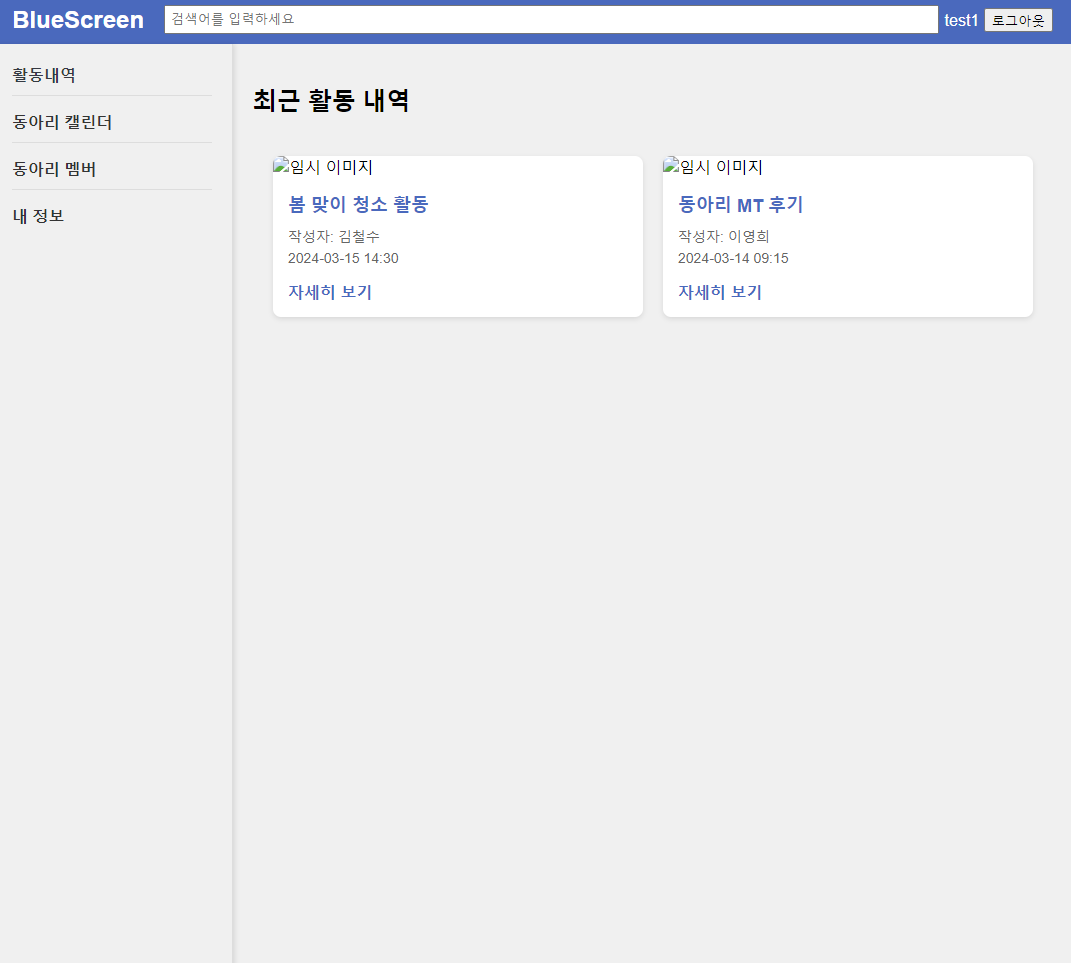 BlueScreen 검색어를 입력하세요 test1 로그아웃
활동내역
동아리 캘린더
동아리 멤버
내 정보
최근 활동 내역
임시 이미지
봄 맞이 청소 활동
작성자: 김철수
2024-03-15 14:30
자세히 보기
임시 이미지
동아리 MT 후기
작성자: 이영희
2024-03-14 09:15
자세히 보기